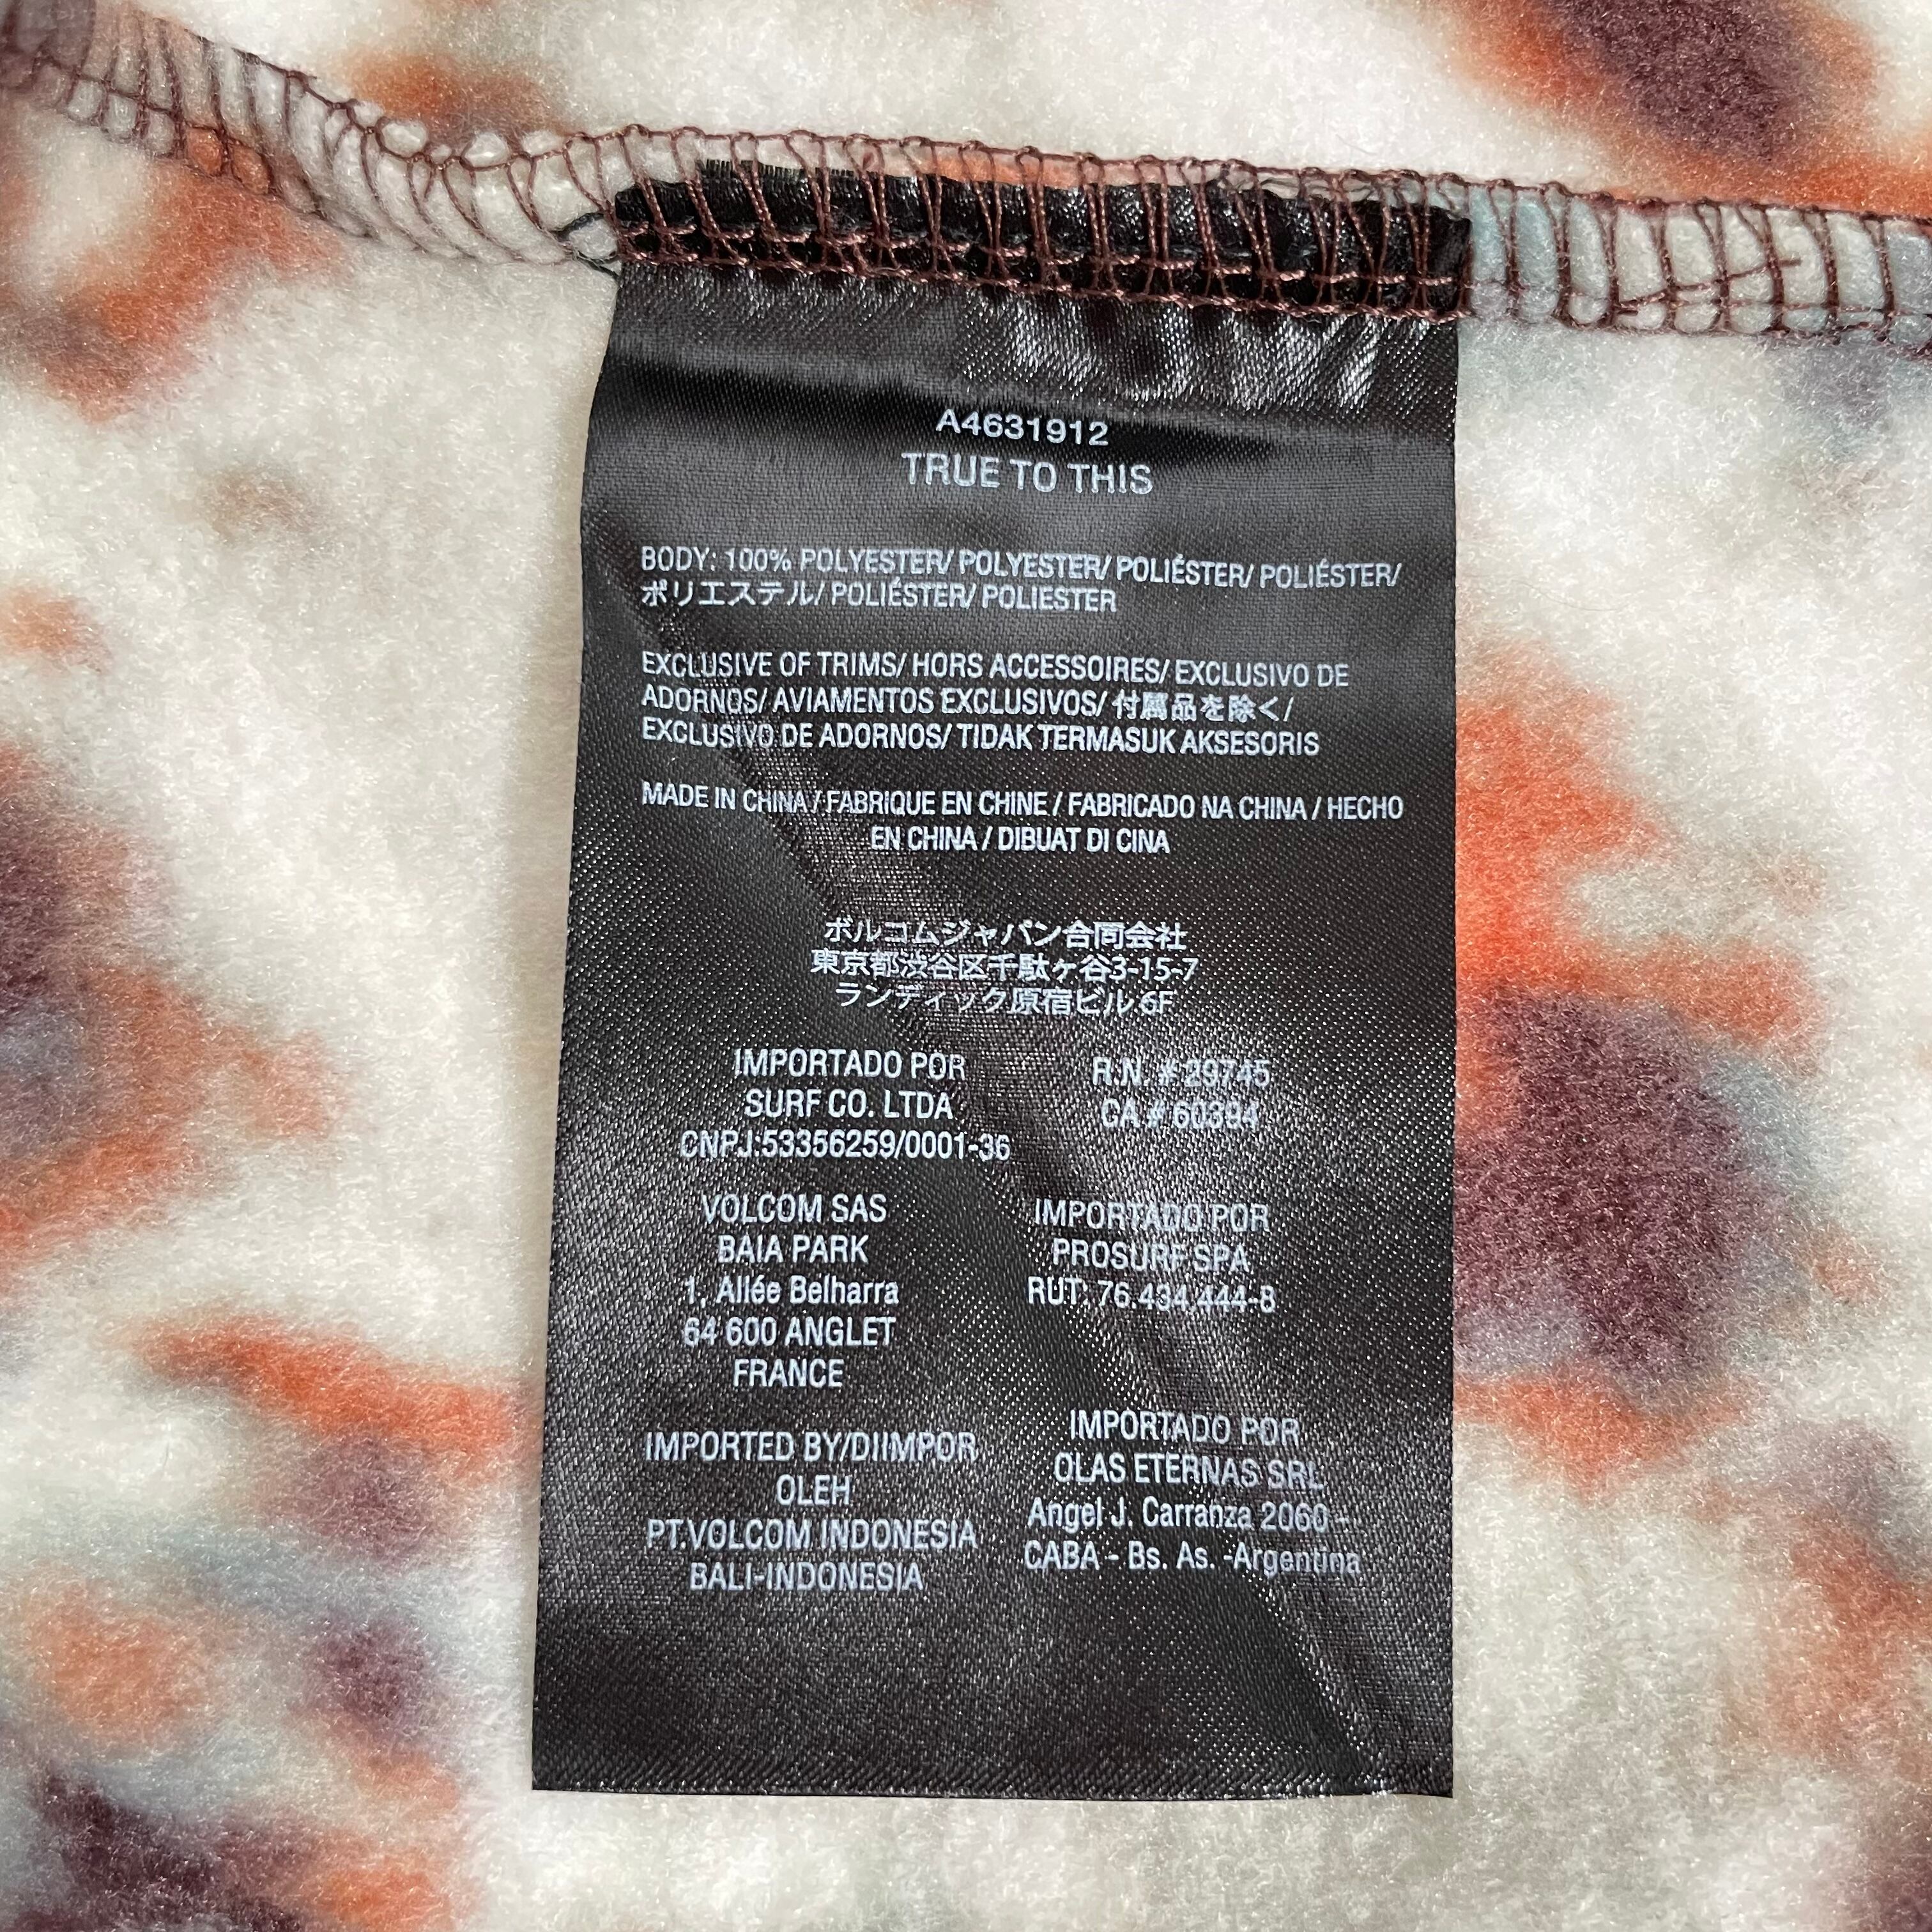 A4631912
TRUE TO THIS
BODY: 100% POLYESTER/ POLYESTER/ POLIÉSTER/ POLIÉSTER/
ポリエステル/ POLIÉSTER/ POLIESTER
EXCLUSIVE OF TRIMS/ HORS ACCESSOIRES/ EXCLUSIVO DE
ADORNOS/ AVIAMENTOS EXCLUSIVOS/ 付属品を除く/
EXCLUSIVO DE ADORNOS/ TIDAK TERMASUK AKSESORIS
MADE IN CHINA / FABRIQUE EN CHINE / FABRICADO NA CHINA / HECHO
EN CHINA / DIBUAT DI CINA
ボルコムジャパン合同会社
東京都渋谷区千駄ヶ谷3-15-7
ランディック原宿ビル 6F
IMPORTADO POR
SURF CO. LTDA
CNPJ:53356259/0001-36
R.N. # 29745
CA # 60394
VOLCOM SAS
BAIA PARK
1, Allée Belharra
64 600 ANGLET
FRANCE
IMPORTADO POR
PROSURF SPA
RUT: 76.434.444-8
IMPORTED BY/DIIMPOR
OLEH
PT.VOLCOM INDONESIA
BALI-INDONESIA
IMPORTADO POR
OLAS ETERNAS SRL
Angel J. Carranza 2060 -
CABA - Bs. As. -Argentina